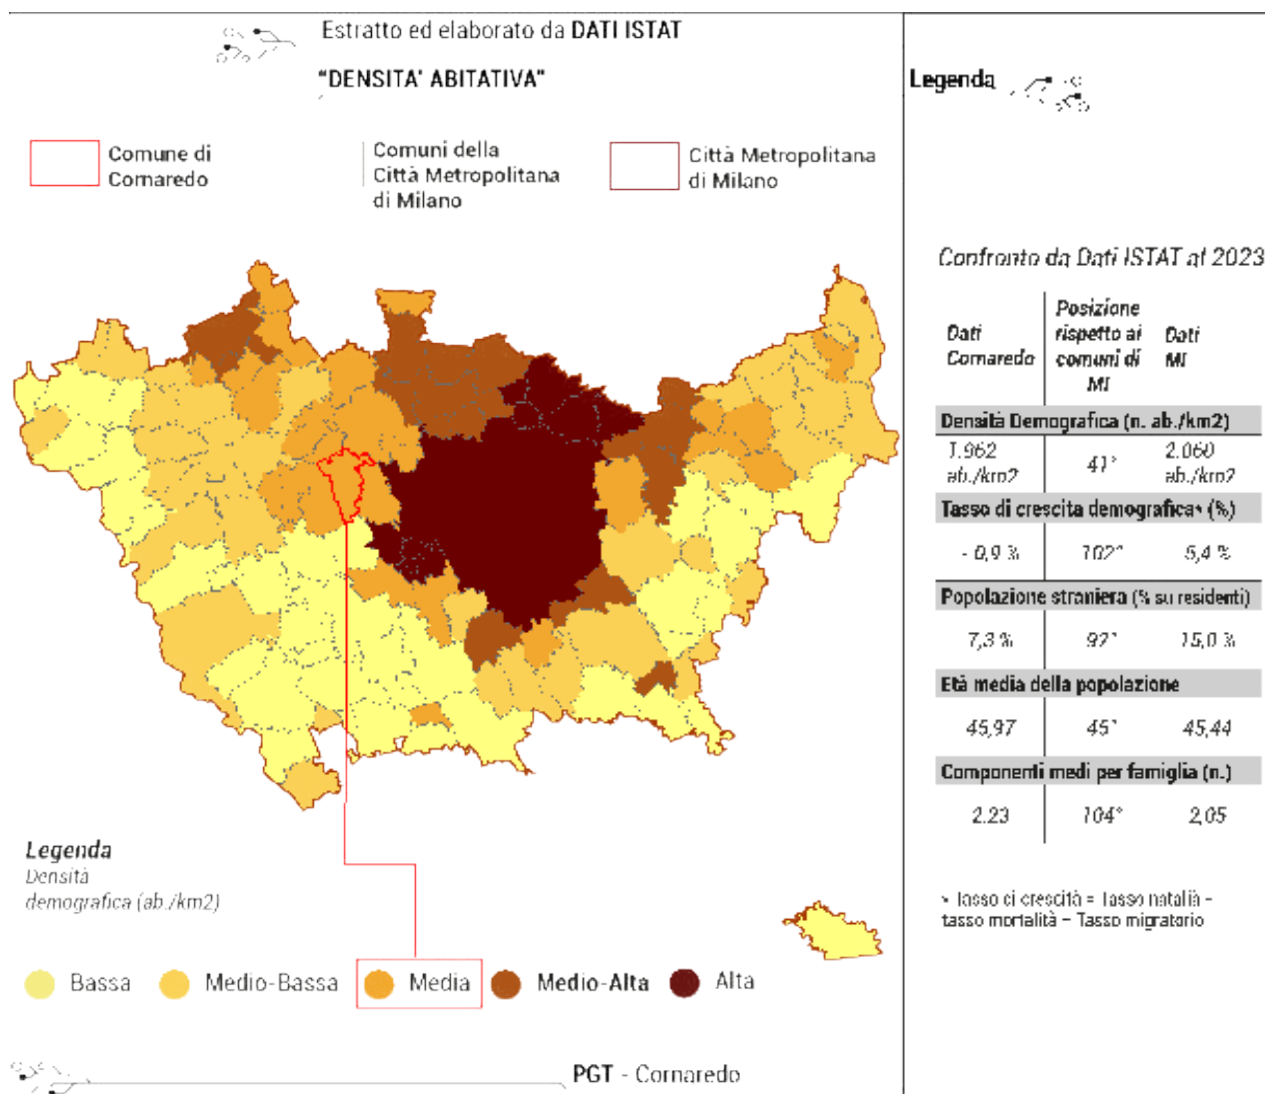 Estratto ed elaborato da DATI ISTAT
"DENSITA' ABITATIVA"
Comune di
Cornaredo
Comuni della
Città Metropolitana
di Milano
Città Metropolitana
di Milano
Legenda
Densità
demografica (ab./km2)
Bassa
Medio-Bassa
Media
Medio-Alta
Alta
PGT - Cornaredo
Legenda
Confronto da Dati ISTAT al 2023
Dati
Cornaredo
Posizione
rispetto ai
comuni di
MI
Dati
MI
Densità Demografica (n. ab./km2)
1.962
ab./km2
41°
2.060
ab./km2
Tasso di crescita demografica* (%)
- 0,9 %
102°
5,4 %
Popolazione straniera (% su residenti)
7,3 %
92°
15,0 %
Età media della popolazione
45,97
45°
45,44
Componenti medi per famiglia (n.)
2.23
104°
2,05
* Tasso di crescità = Tasso natalià -
tasso mortalità - Tasso migratorio